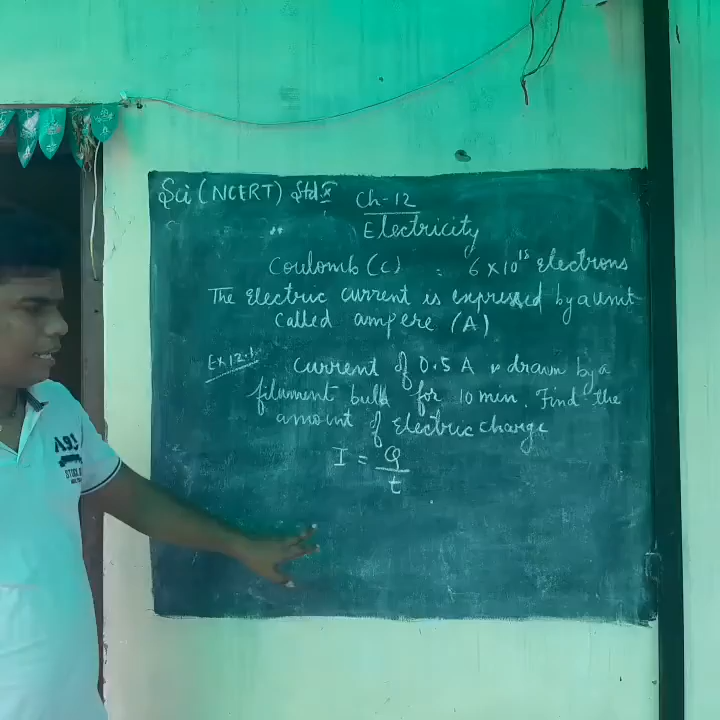 Sci (NCERT) Std X Ch-12
Electricity
Coulomb (C) = 6 x 10¹⁸ electrons
The electric current is expressed by a unit
called ampere (A)
Ex 12.1 current of 0.5 A is drawn by a
filament bulb for 10 min. Find the
amount of electric charge
I = Q
t